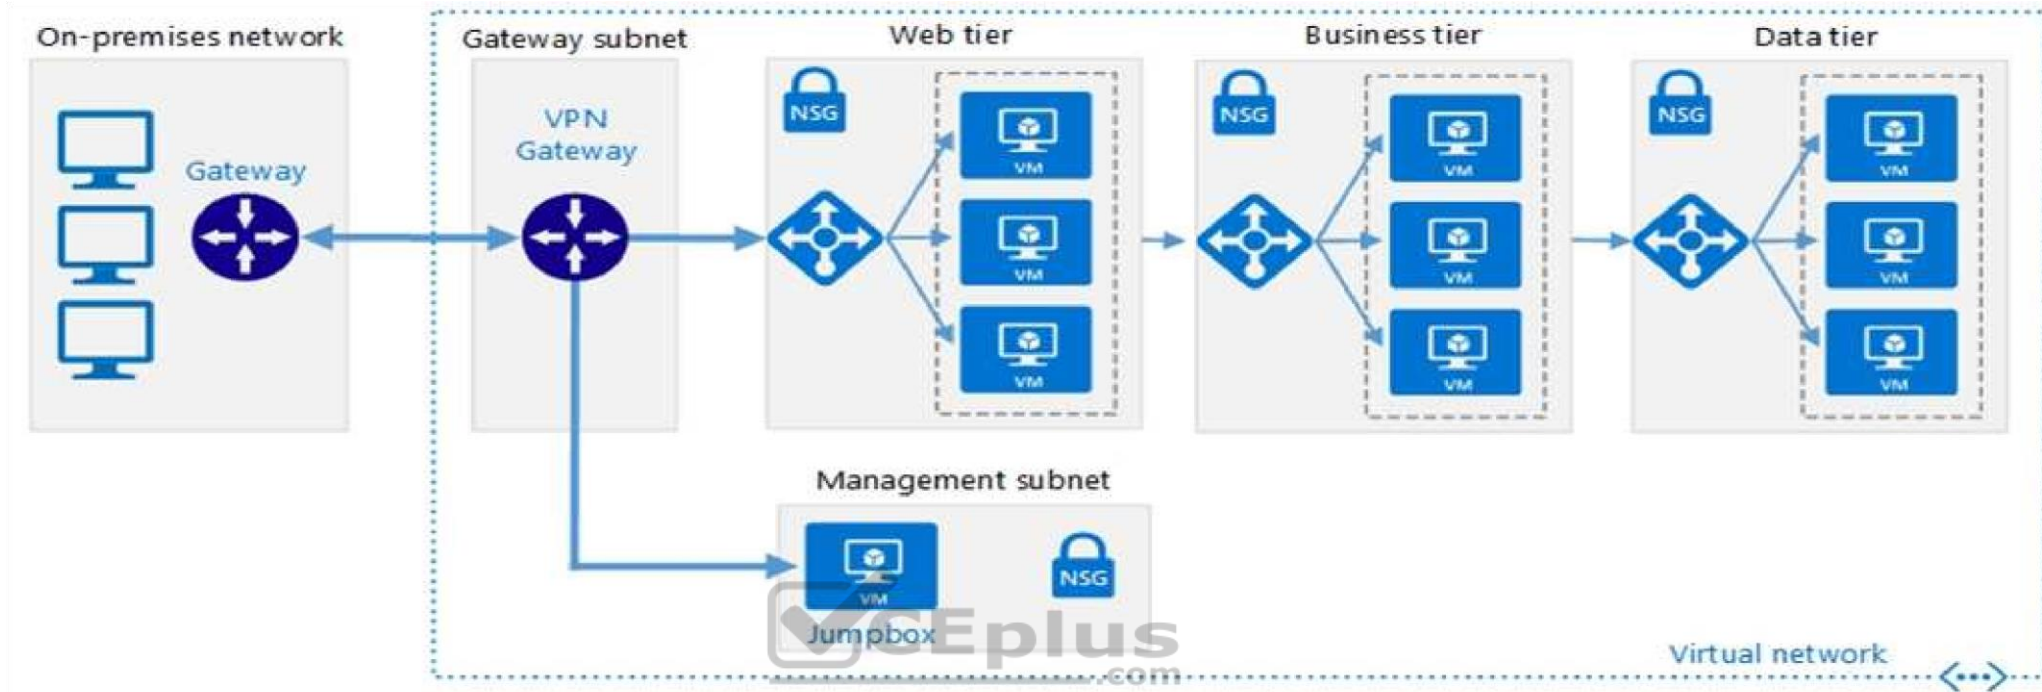 On-premises network
Gateway subnet
Web tier
Business tier
Data tier
NSG
NSG
NSG
VPN
Gateway
Gateway
VM
VM
VM
VM
VM
VM
VM
VM
VM
Management subnet
VM
NSG
Jumpbox
CEplus
.com
Virtual network